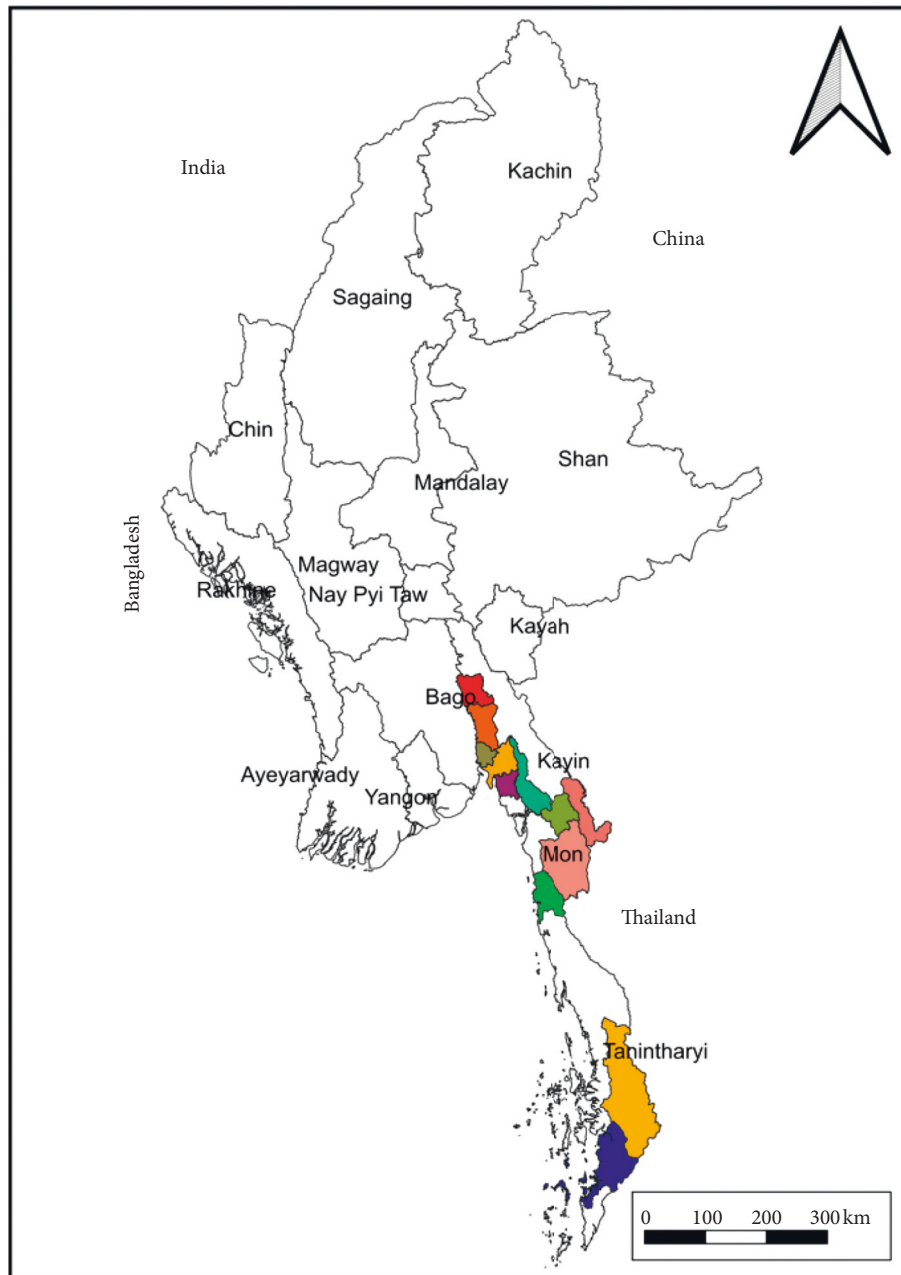 India
Kachin
China
Sagaing
Chin
Shan
Mandalay
Bangladesh
Magway
Rakhine
Nay Pyi Taw
Kayah
Bago
Kayin
Ayeyarwady
Yangon
Mon
Thailand
Tanintharyi
0 100 200 300 km